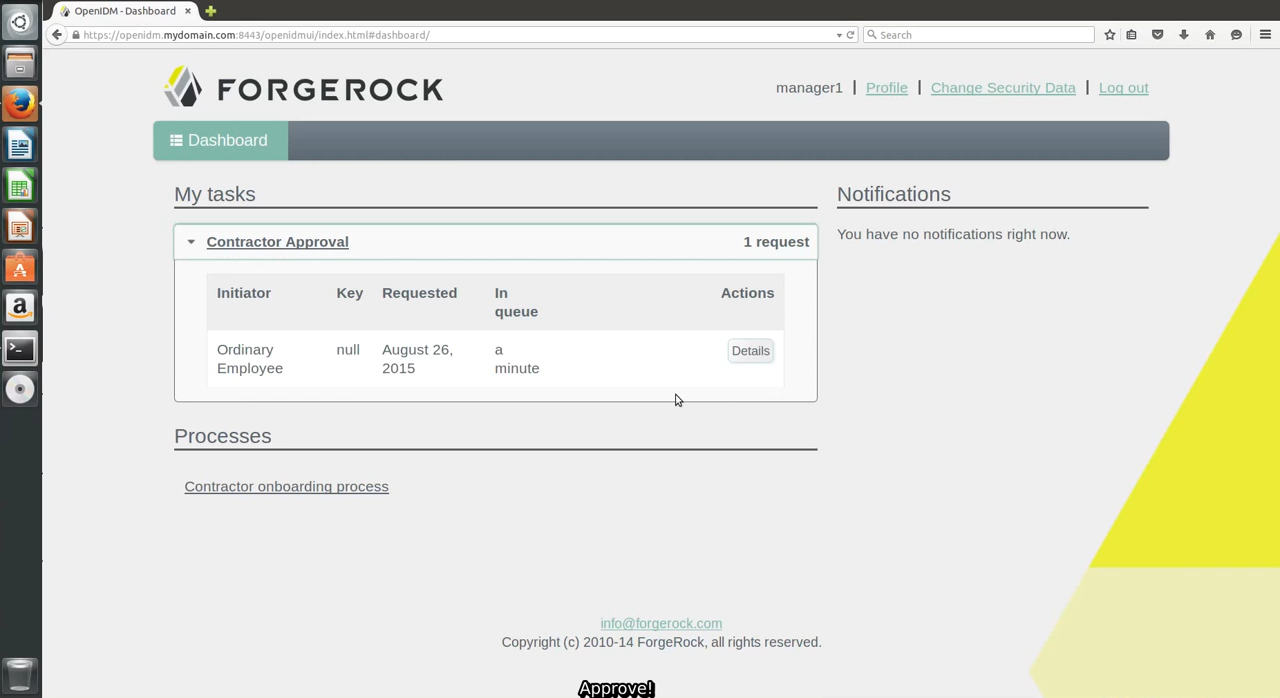 OpenIDM - Dashboard
https://openidm.mydomain.com:8443/openidmui/index.html#dashboard/
Search
FORGEROCK
manager1 | Profile | Change Security Data | Log out
Dashboard
My tasks
Contractor Approval 1 request
Initiator Key Requested In queue Actions
Ordinary Employee null August 26, 2015 a minute Details
Processes
Contractor onboarding process
Notifications
You have no notifications right now.
info@forgerock.com
Copyright (c) 2010-14 ForgeRock, all rights reserved.
Approve!